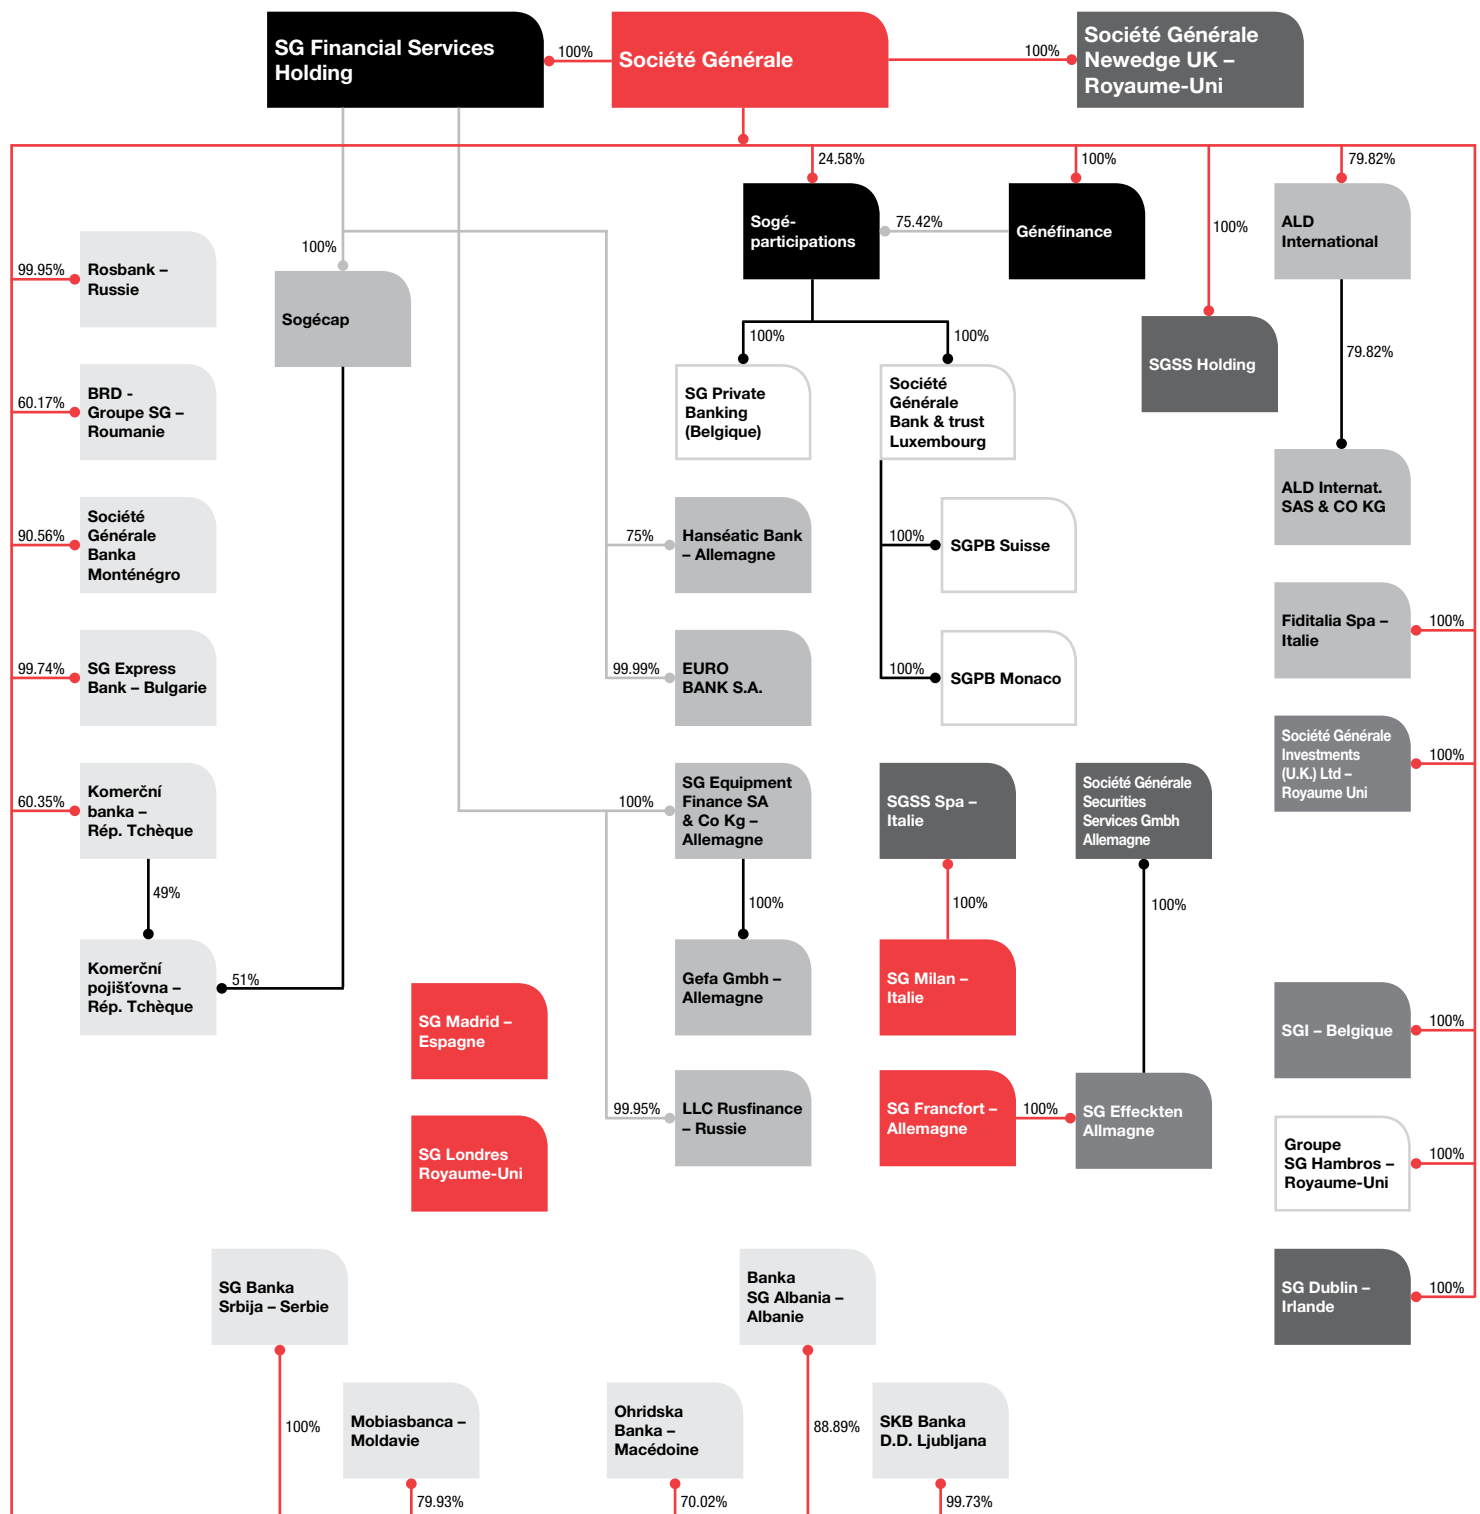 SG Financial Services
Holding
100%
Société Générale
100%
Société Générale
Newedge UK –
Royaume-Uni
24.58%
100%
79.82%
Sogé-
participations
75.42%
Généfinance
100%
ALD
International
99.95%
Rosbank –
Russie
100%
Sogécap
100%
100%
SGSS Holding
79.82%
60.17%
BRD -
Groupe SG –
Roumanie
SG Private
Banking
(Belgique)
Société
Générale
Bank & trust
Luxembourg
ALD Internat.
SAS & CO KG
90.56%
Société
Générale
Banka
Monténégro
75%
Hanséatic Bank
– Allemagne
100%
SGPB Suisse
Fiditalia Spa –
Italie
100%
99.74%
SG Express
Bank – Bulgarie
99.99%
EURO
BANK S.A.
100%
SGPB Monaco
Société Générale
Investments
(U.K.) Ltd –
Royaume Uni
100%
60.35%
Komerční
banka –
Rép. Tchèque
100%
SG Equipment
Finance SA
& Co Kg –
Allemagne
SGSS Spa –
Italie
Société Générale
Securities
Services Gmbh
Allemagne
49%
100%
100%
100%
Komerční
pojišťovna –
Rép. Tchèque
51%
SG Madrid –
Espagne
Gefa Gmbh –
Allemagne
SG Milan –
Italie
SGI – Belgique
100%
SG Londres
Royaume-Uni
99.95%
LLC Rusfinance
– Russie
SG Francfort –
Allemagne
100%
SG Effeckten
Allmagne
Groupe
SG Hambros –
Royaume-Uni
100%
SG Banka
Srbija – Serbie
Banka
SG Albania –
Albanie
SG Dublin –
Irlande
100%
100%
Mobiasbanca –
Moldavie
Ohridska
Banka –
Macédoine
88.89%
SKB Banka
D.D. Ljubljana
79.93%
70.02%
99.73%